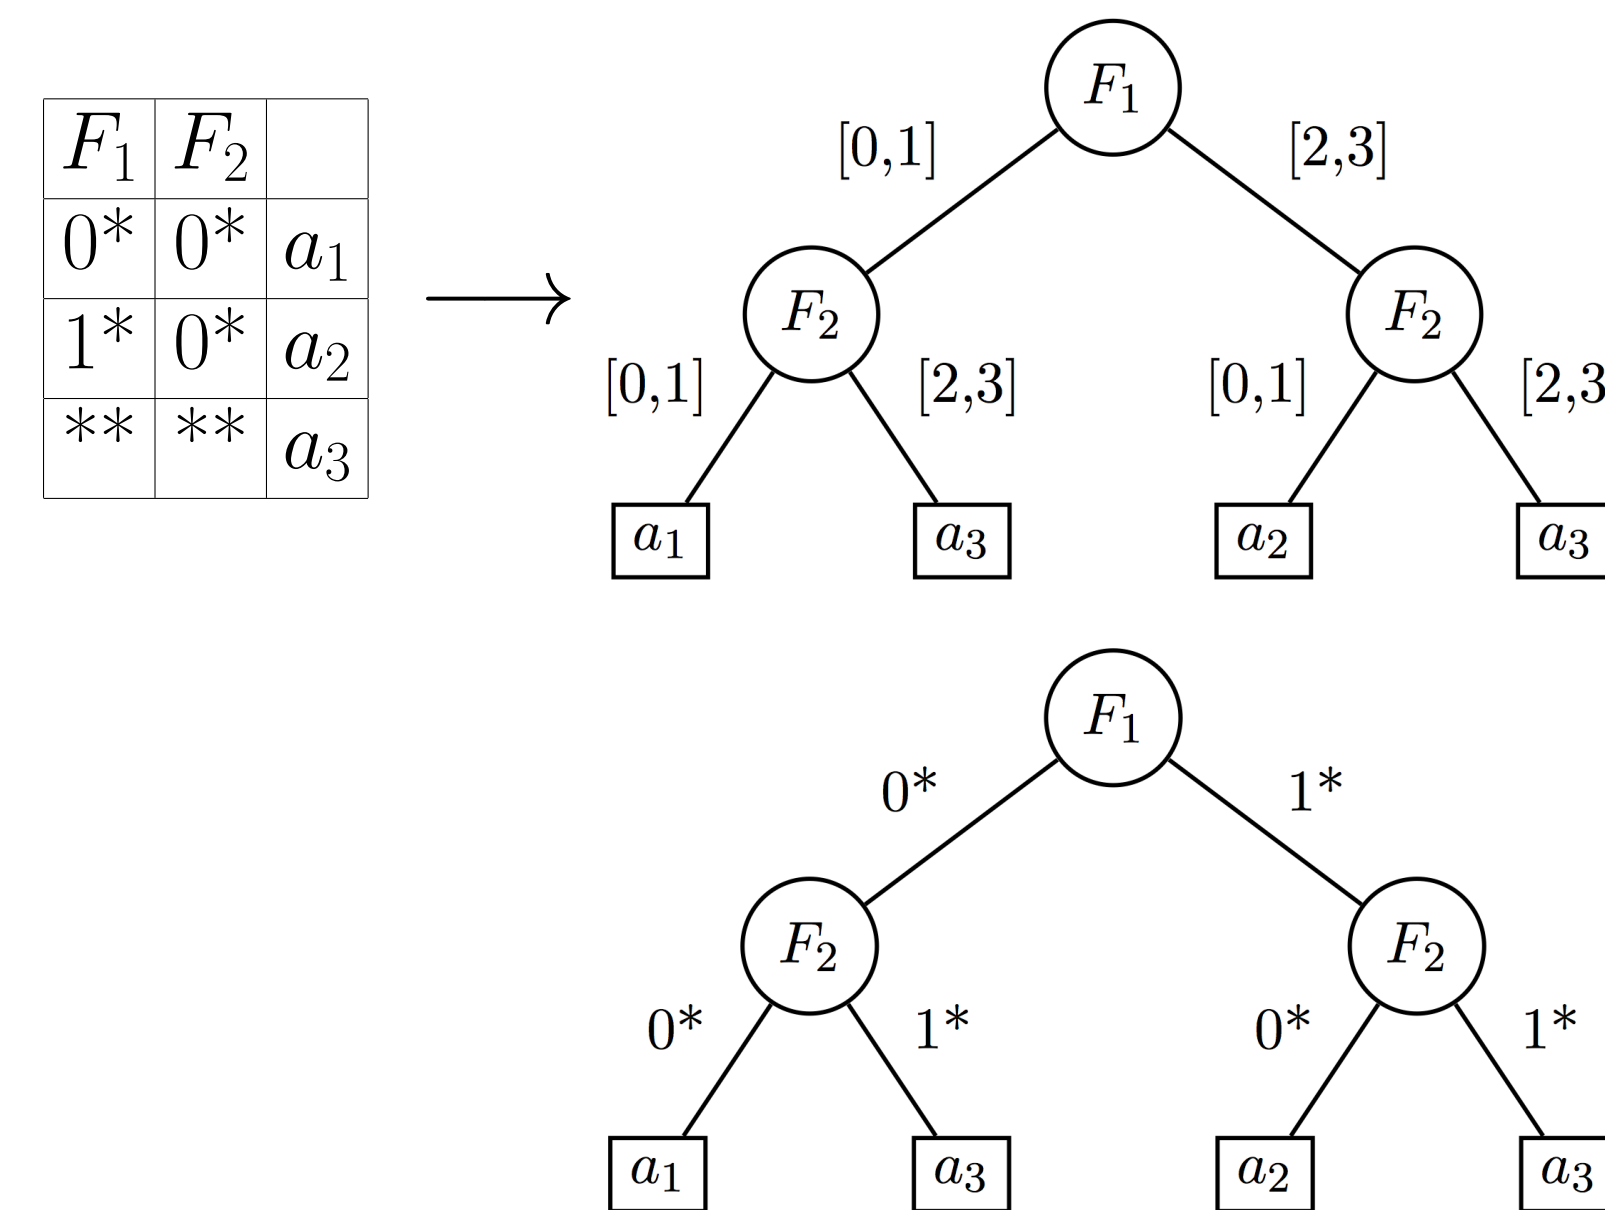 F₁ F₂
0* 0* a₁
1* 0* a₂
** ** a₃
F₁
[0,1] [2,3]
F₂ F₂
[0,1] [2,3] [0,1] [2,3
a₁ a₃ a₂ a₃
F₁
0* 1*
F₂ F₂
0* 1* 0* 1*
a₁ a₃ a₂ a₃